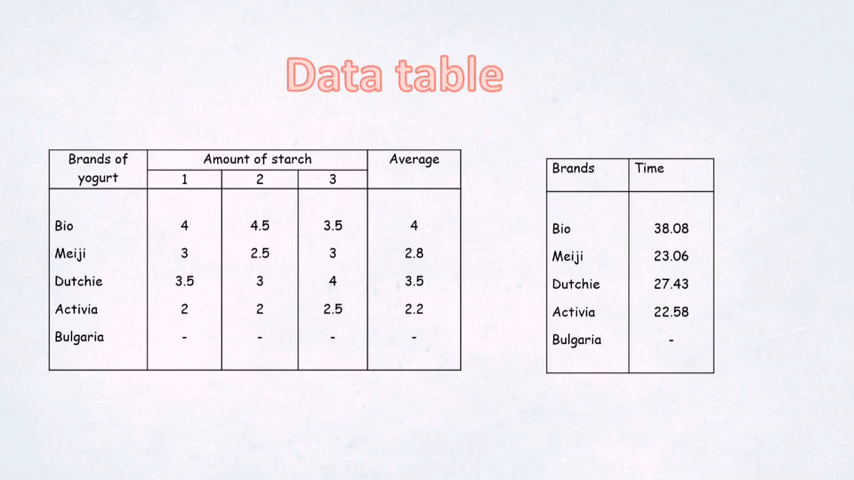 Data table
Brands of yogurt Amount of starch Average
1 2 3
Bio 4 4.5 3.5 4
Meiji 3 2.5 3 2.8
Dutchie 3.5 3 4 3.5
Activia 2 2 2.5 2.2
Bulgaria - - - -
Brands Time
Bio 38.08
Meiji 23.06
Dutchie 27.43
Activia 22.58
Bulgaria -